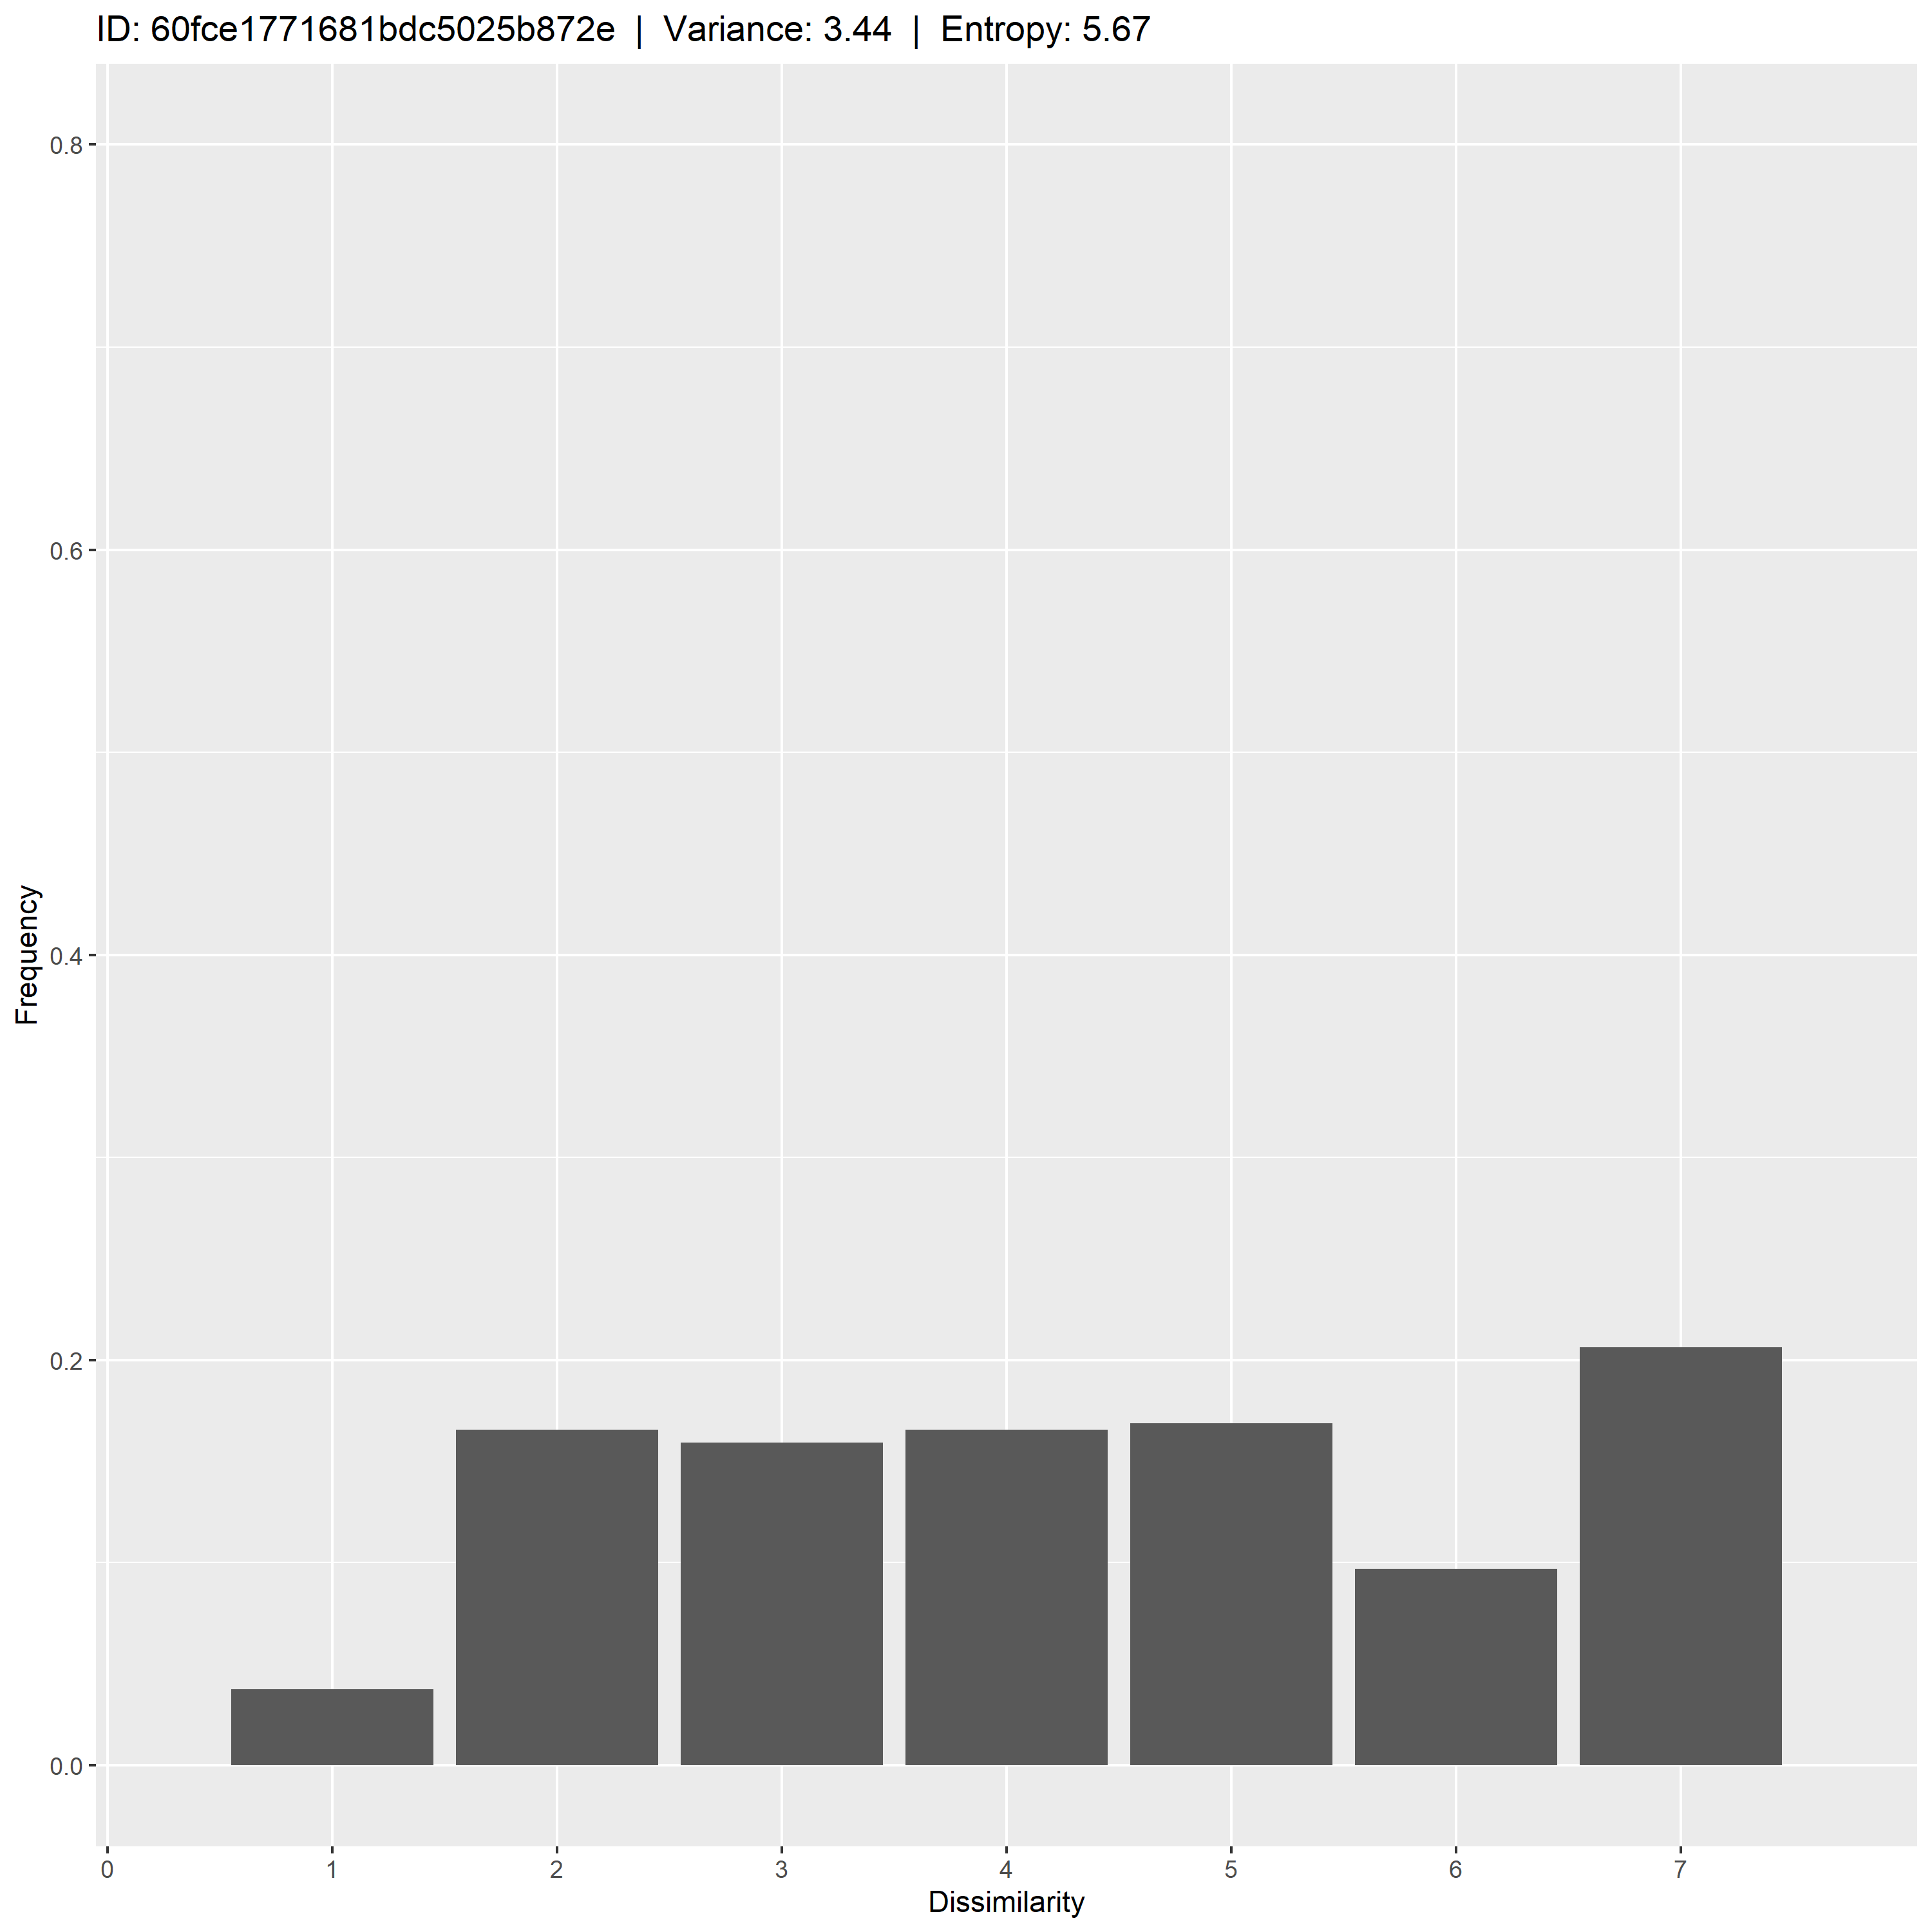 ID: 60fce1771681bdc5025b872e | Variance: 3.44 | Entropy: 5.67
0.8
0.6
0.4
0.2
0.0
Frequency
0 1 2 3 4 5 6 7
Dissimilarity